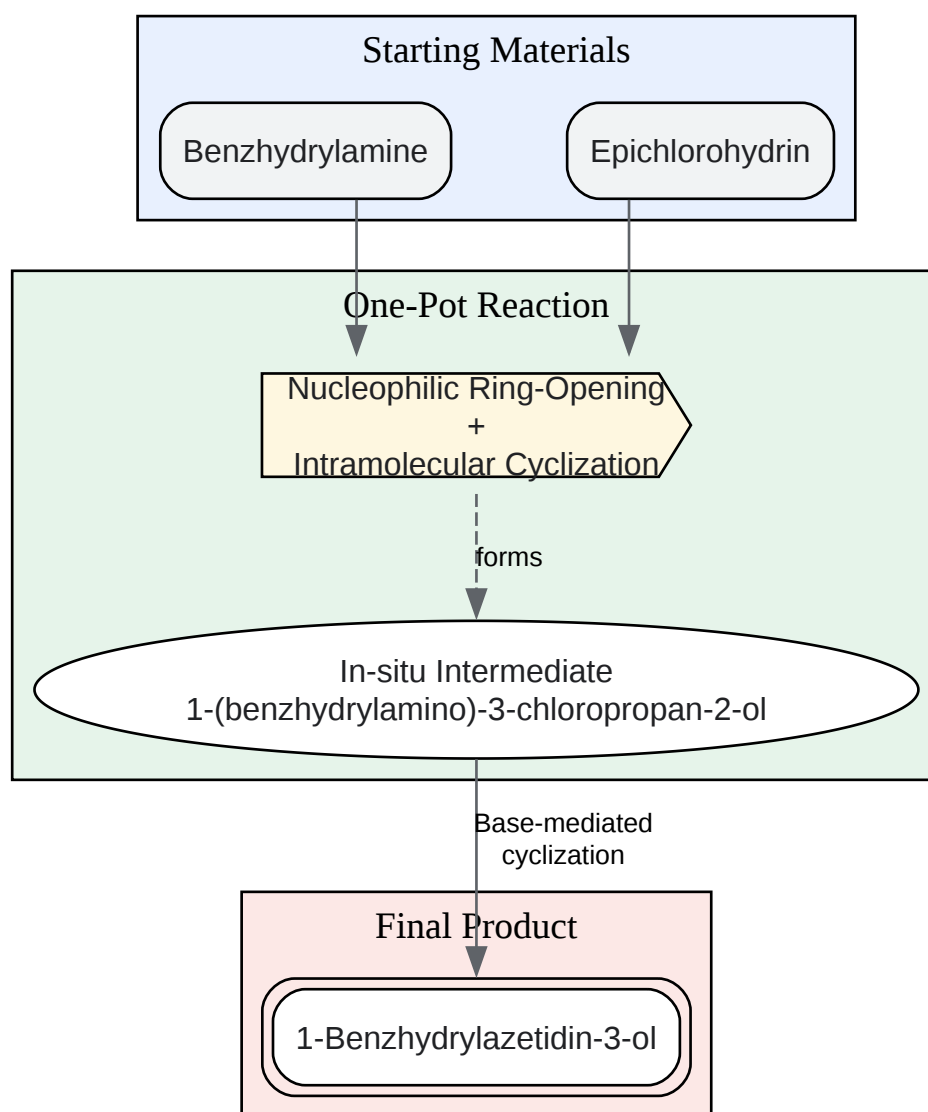 Starting Materials
Benzhydrylamine
Epichlorohydrin
One-Pot Reaction
Nucleophilic Ring-Opening
+
Intramolecular Cyclization
forms
In-situ Intermediate
1-(benzhydrylamino)-3-chloropropan-2-ol
Base-mediated
cyclization
Final Product
1-Benzhydrylazetidin-3-ol